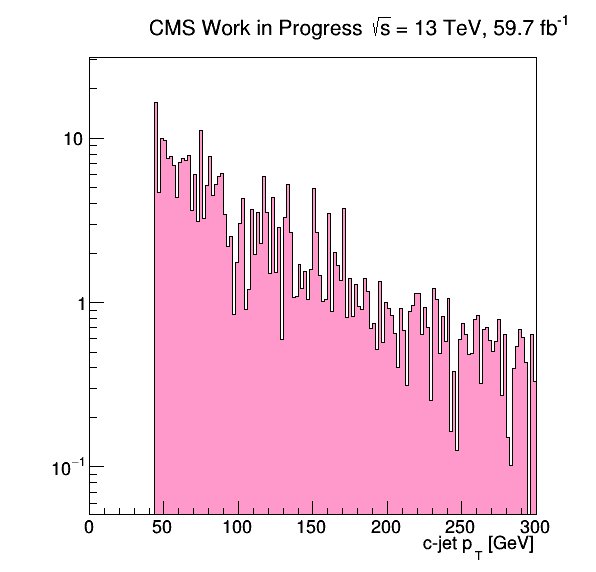 CMS Work in Progress √s = 13 TeV, 59.7 fb⁻¹
10
1
10⁻¹
0 50 100 150 200 250 300
c-jet p_T [GeV]